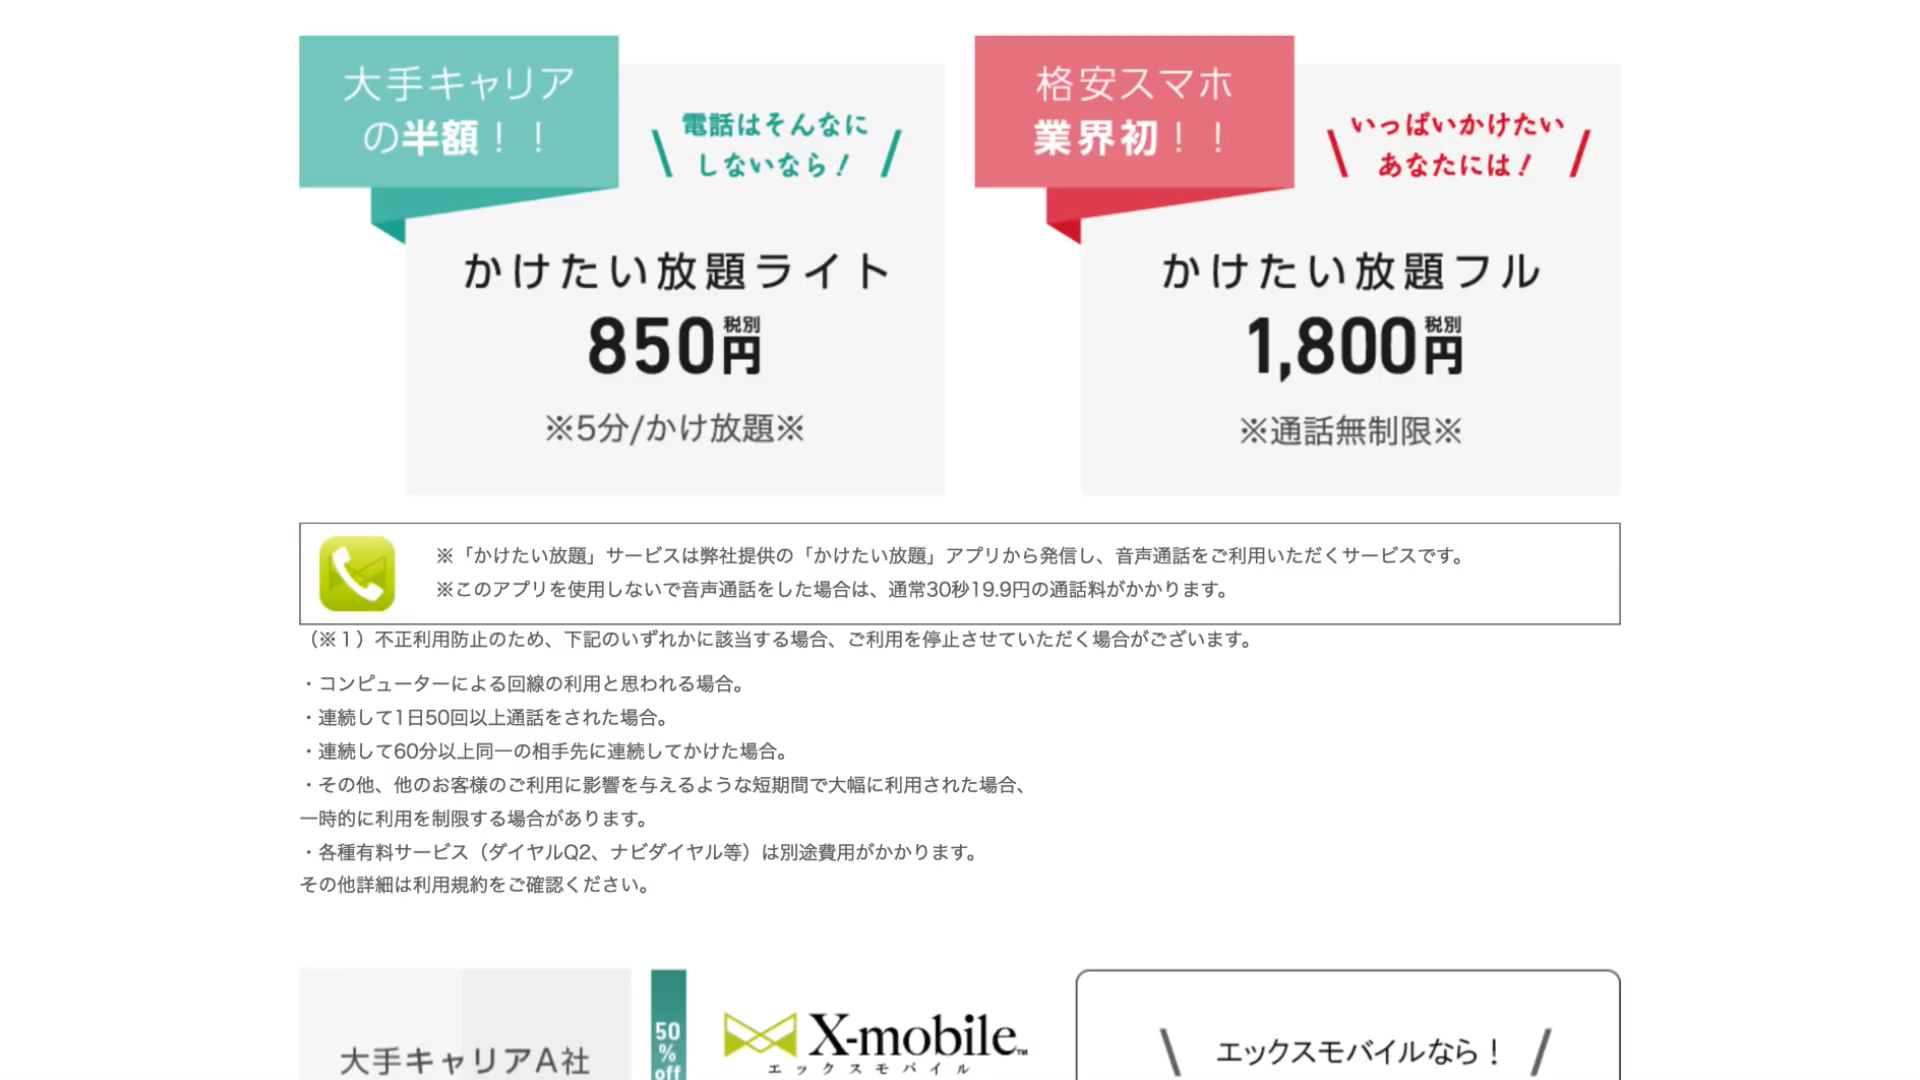 大手キャリア
の半額！！
電話はそんなに
しないなら！
かけたい放題ライト
850円税別
※5分/かけ放題※
格安スマホ
業界初！！
いっぱいかけたい
あなたには！
かけたい放題フル
1,800円税別
※通話無制限※
※「かけたい放題」サービスは弊社提供の「かけたい放題」アプリから発信し、音声通話をご利用いただくサービスです。
※このアプリを使用しないで音声通話をした場合は、通常30秒19.9円の通話料がかかります。
（※１）不正利用防止のため、下記のいずれかに該当する場合、ご利用を停止させていただく場合がございます。
・コンピューターによる回線の利用と思われる場合。
・連続して1日50回以上通話をされた場合。
・連続して60分以上同一の相手先に連続してかけた場合。
・その他、他のお客様のご利用に影響を与えるような短期間で大幅に利用された場合、
一時的に利用を制限する場合があります。
・各種有料サービス（ダイヤルQ2、ナビダイヤル等）は別途費用がかかります。
その他詳細は利用規約をご確認ください。
大手キャリアA社
50
%
off
X-mobile™
エックスモバイル
エックスモバイルなら！